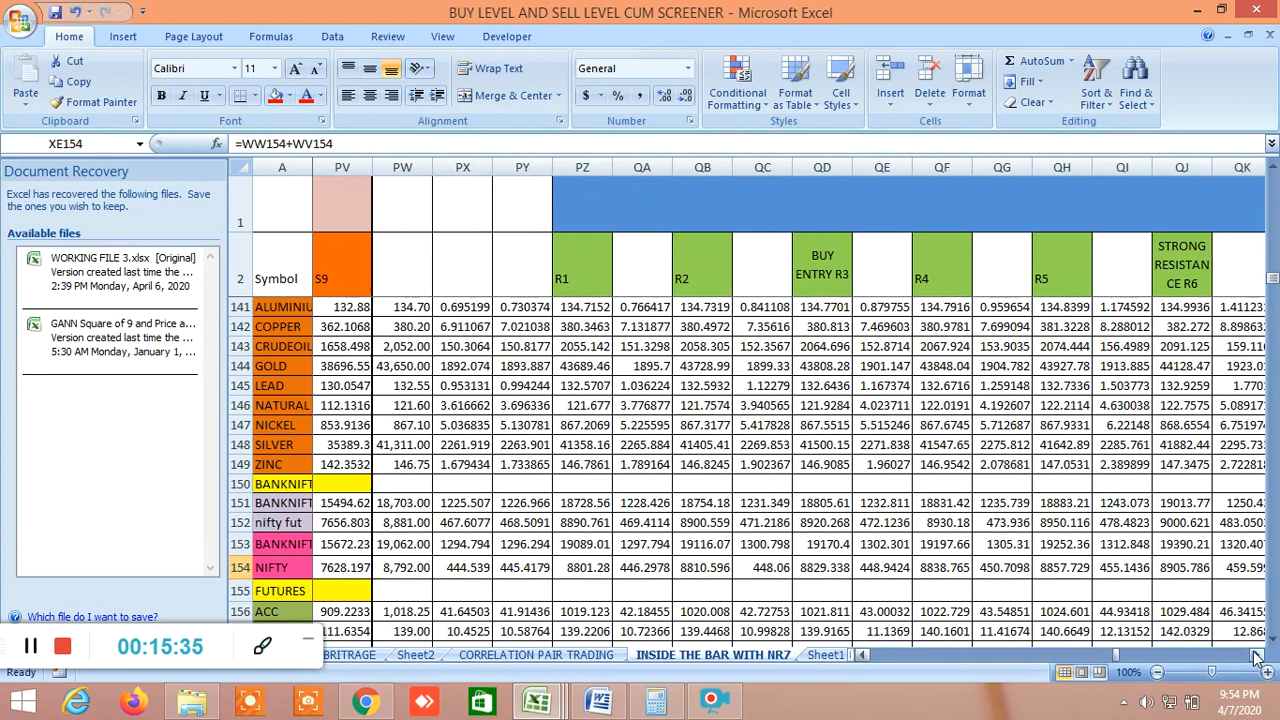 BUY LEVEL AND SELL LEVEL CUM SCREENER - Microsoft Excel
Home Insert Page Layout Formulas Data Review View Developer
Cut
Copy
Paste
Format Painter
Clipboard
Calibri 11
Font
Wrap Text
Merge & Center
Alignment
General
Number
Conditional Formatting
Format as Table
Cell Styles
Styles
Insert Delete Format
Cells
AutoSum
Fill
Clear
Sort & Filter
Find & Select
Editing
XE154 =WW154+WV154
Document Recovery
Excel has recovered the following files. Save the ones you wish to keep.
Available files
WORKING FILE 3.xlsx [Original]
Version created last time the ...
2:39 PM Monday, April 6, 2020
GANN Square of 9 and Price a...
Version created last time the ...
5:30 AM Monday, January 1, ...
Which file do I want to save?
A PV PW PX PY PZ QA QB QC QD QE QF QG QH QI QJ QK
1
2 Symbol S9 R1 R2 BUY ENTRY R3 R4 R5 STRONG RESISTAN CE R6
141 ALUMINIU 132.88 134.70 0.695199 0.730374 134.7152 0.766417 134.7319 0.841108 134.7701 0.879755 134.7916 0.959654 134.8399 1.174592 134.9936 1.41123
142 COPPER 362.1068 380.20 6.911067 7.021038 380.3463 7.131877 380.4972 7.35616 380.813 7.469603 380.9781 7.699094 381.3228 8.288012 382.272 8.89863
143 CRUDEOIL 1658.498 2,052.00 150.3064 150.8177 2055.142 151.3298 2058.305 152.3567 2064.696 152.8714 2067.924 153.9035 2074.444 156.4989 2091.125 159.11
144 GOLD 38696.55 43,650.00 1892.074 1893.887 43689.46 1895.7 43728.99 1899.33 43808.28 1901.147 43848.04 1904.782 43927.78 1913.885 44128.47 1923.0
145 LEAD 130.0547 132.55 0.953131 0.994244 132.5707 1.036224 132.5932 1.12279 132.6436 1.167374 132.6716 1.259148 132.7336 1.503773 132.9259 1.770
146 NATURAL 112.1316 121.60 3.616662 3.696336 121.677 3.776877 121.7574 3.940565 121.9284 4.023711 122.0191 4.192607 122.2114 4.630038 122.7575 5.08917
147 NICKEL 853.9136 867.10 5.036835 5.130781 867.2069 5.225595 867.3177 5.417828 867.5515 5.515246 867.6745 5.712687 867.9331 6.22148 868.6554 6.75197
148 SILVER 35389.3 41,311.00 2261.919 2263.901 41358.16 2265.884 41405.41 2269.853 41500.15 2271.838 41547.65 2275.812 41642.89 2285.761 41882.44 2295.73
149 ZINC 142.3532 146.75 1.679434 1.733865 146.7861 1.789164 146.8245 1.902367 146.9085 1.96027 146.9542 2.078681 147.0531 2.389899 147.3475 2.72281
150 BANKNIFT
151 BANKNIFT 15494.62 18,703.00 1225.507 1226.966 18728.56 1228.426 18754.18 1231.349 18805.61 1232.811 18831.42 1235.739 18883.21 1243.073 19013.77 1250.4
152 nifty fut 7656.803 8,881.00 467.6077 468.5091 8890.761 469.4114 8900.559 471.2186 8920.268 472.1236 8930.18 473.936 8950.116 478.4823 9000.621 483.050
153 BANKNIFT 15672.23 19,062.00 1294.794 1296.294 19089.01 1297.794 19116.07 1300.798 19170.4 1302.301 19197.66 1305.31 19252.36 1312.848 19390.21 1320.40
154 NIFTY 7628.197 8,792.00 444.539 445.4179 8801.28 446.2978 8810.596 448.06 8829.338 448.9424 8838.765 450.7098 8857.729 455.1436 8905.786 459.59
155 FUTURES
156 ACC 909.2233 1,018.25 41.64503 41.91436 1019.123 42.18455 1020.008 42.72753 1021.811 43.00032 1022.729 43.54851 1024.601 44.93418 1029.484 46.3415
111.6354 139.00 10.4525 10.58764 139.2206 10.72366 139.4468 10.99828 139.9165 11.1369 140.1601 11.41674 140.6649 12.13152 142.0329 12.86
00:15:35
BITRAGE Sheet2 CORRELATION PAIR TRADING INSIDE THE BAR WITH NR7 Sheet1
Ready 100%
9:54 PM
4/7/2020